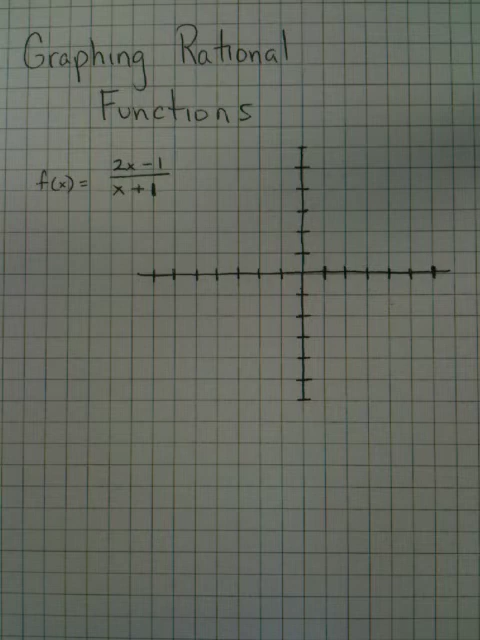 Graphing Rational
Functions
f(x) = 2x-1
x+1